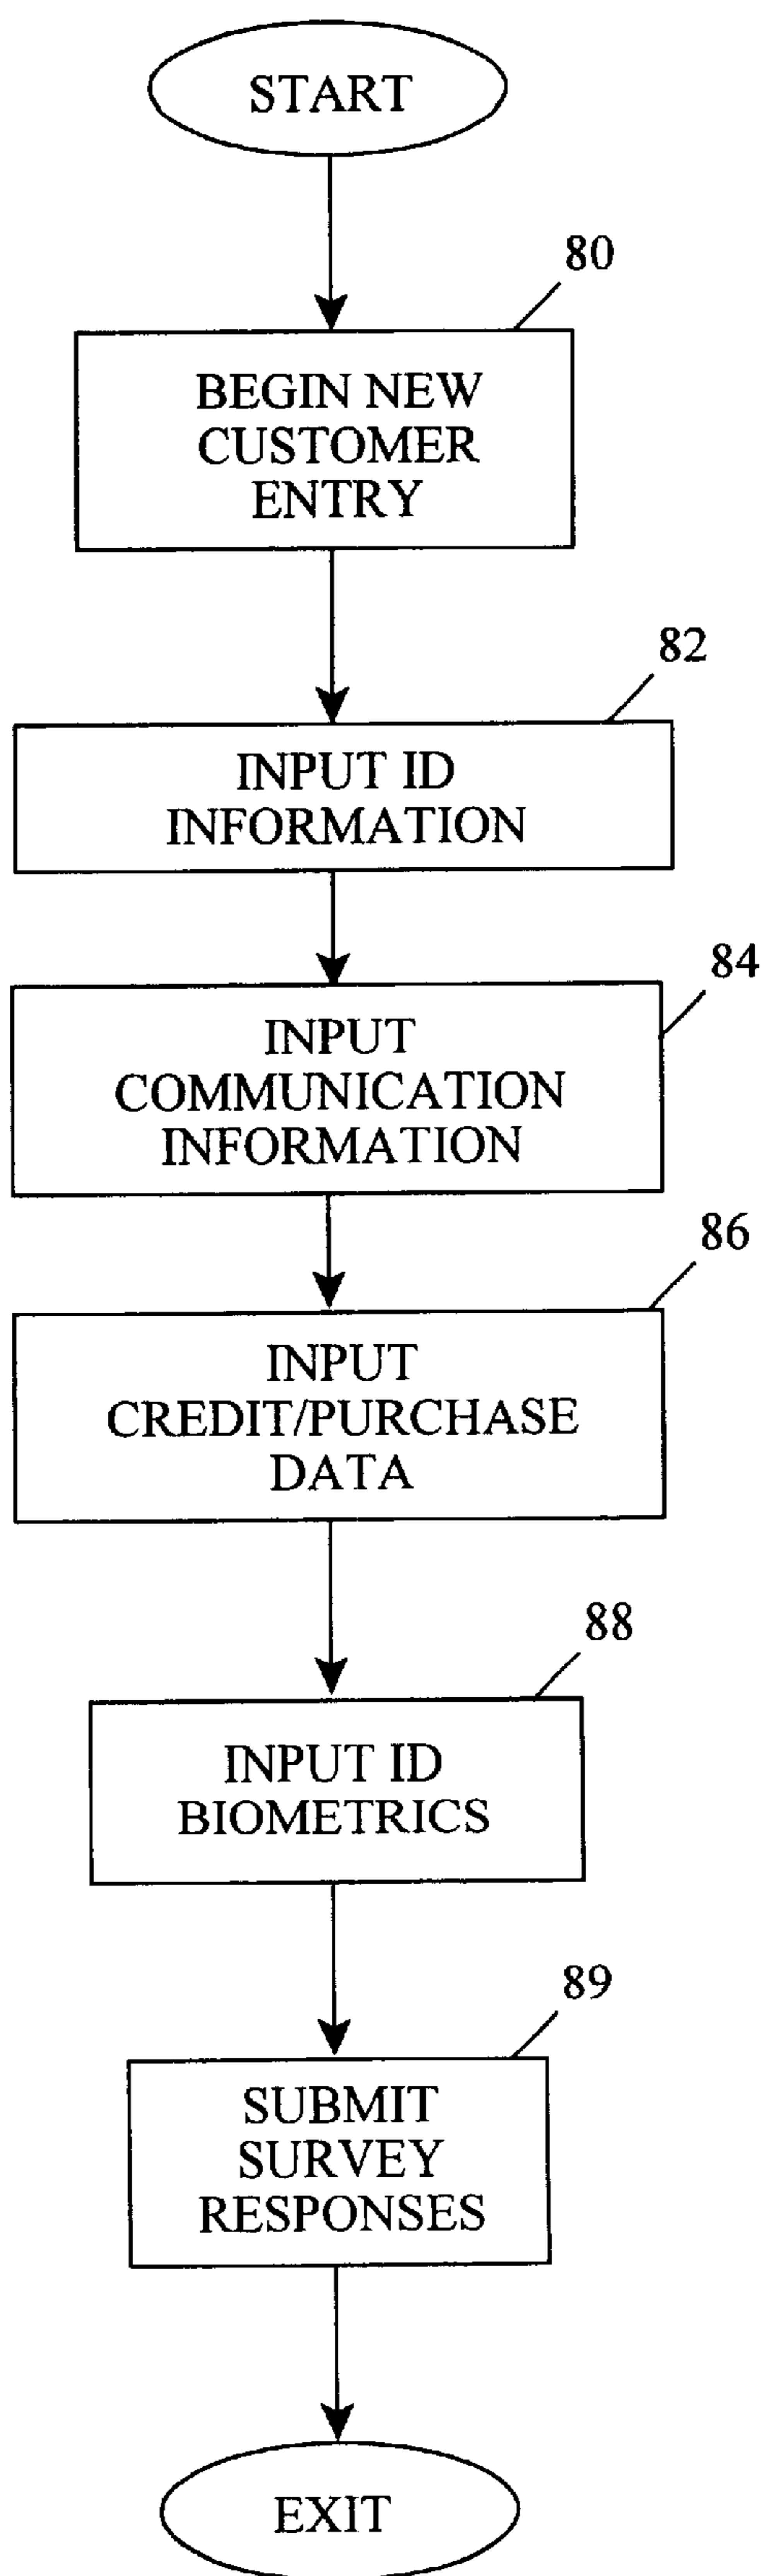 START
80
BEGIN NEW
CUSTOMER
ENTRY
82
INPUT ID
INFORMATION
84
INPUT
COMMUNICATION
INFORMATION
86
INPUT
CREDIT/PURCHASE
DATA
88
INPUT ID
BIOMETRICS
89
SUBMIT
SURVEY
RESPONSES
EXIT